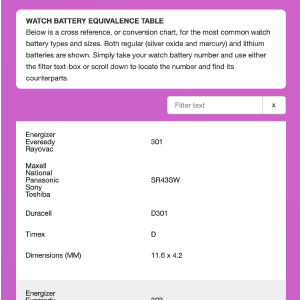 WATCH BATTERY EQUIVALENCE TABLE
Below is a cross reference, or conversion chart, for the most common watch
battery types and sizes. Both regular (silver oxide and mercury) and lithium
batteries are shown. Simply take your watch battery number and use either
the filter text-box or scroll down to locate the number and find its
counterparts.
Filter text x
Energizer
Eveready 301
Rayovac
Maxell
National
Panasonic SR43SW
Sony
Toshiba
Duracell D301
Timex D
Dimensions (MM) 11.6 x 4.2
Energizer